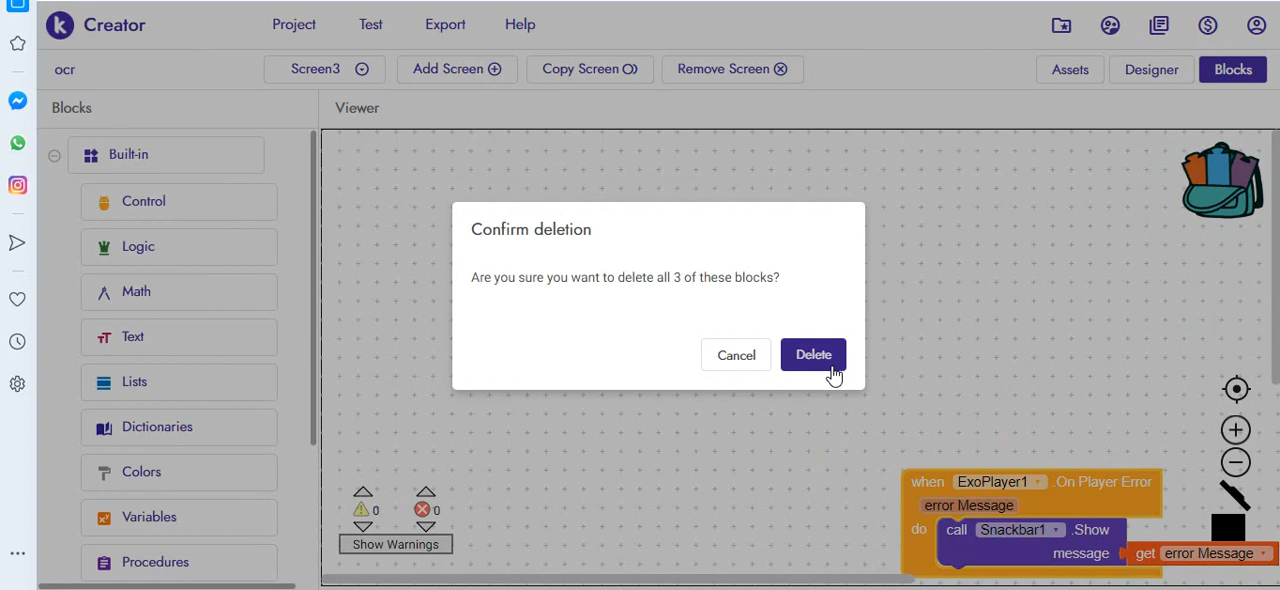 Creator
Project
Test
Export
Help
ocr
Screen3
Add Screen
Copy Screen
Remove Screen
Assets
Designer
Blocks
Blocks
Viewer
Built-in
Control
Logic
Math
Text
Lists
Dictionaries
Colors
Variables
Procedures
Confirm deletion
Are you sure you want to delete all 3 of these blocks?
Cancel
Delete
0
0
Show Warnings
when ExoPlayer1 .On Player Error
error Message
do call Snackbar1 .Show
message get error Message